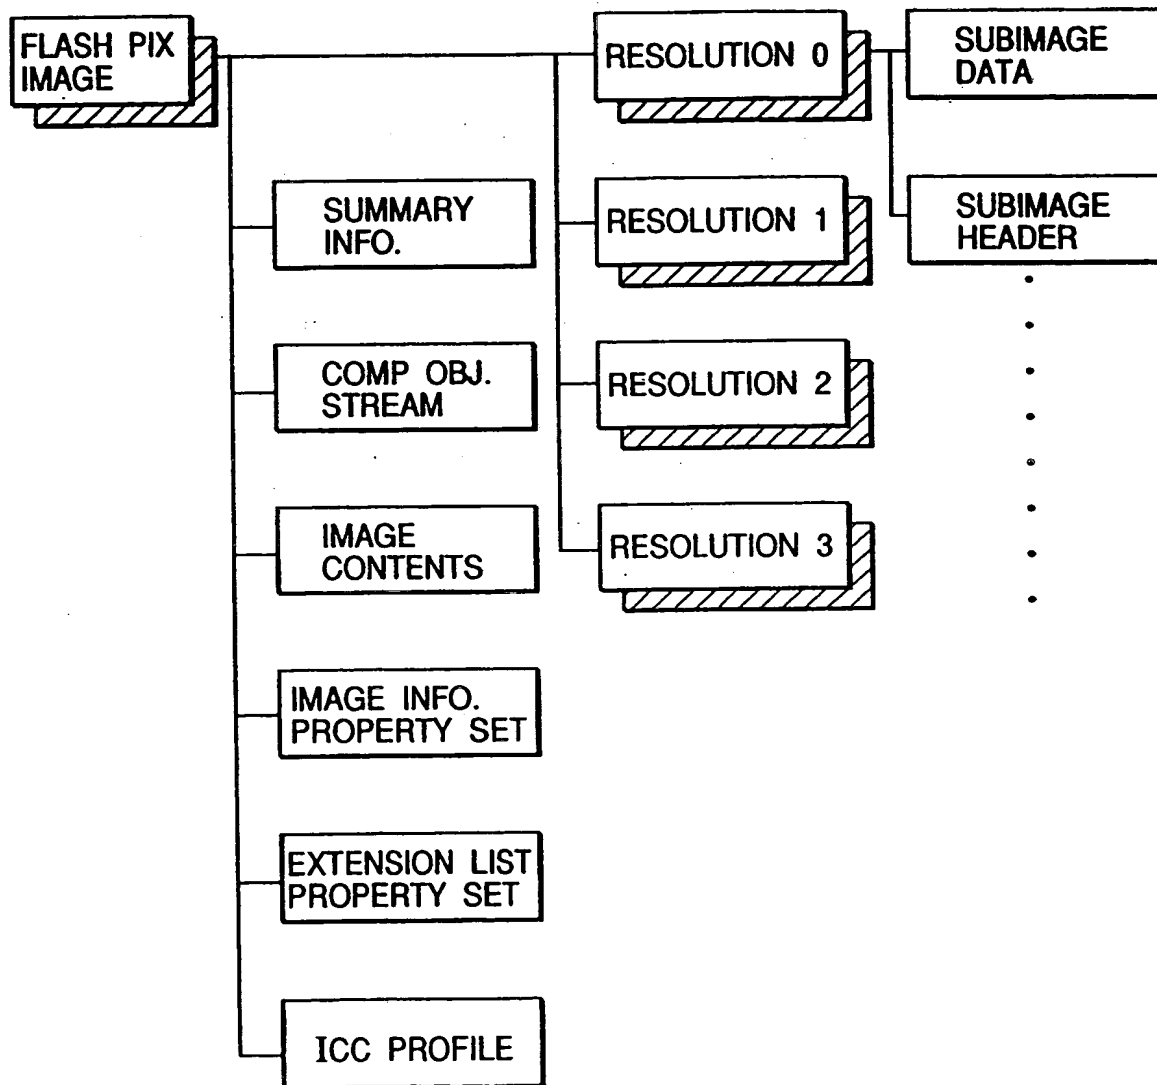 FLASH PIX
IMAGE
RESOLUTION 0
SUBIMAGE
DATA
SUMMARY
INFO.
RESOLUTION 1
SUBIMAGE
HEADER
COMP OBJ.
STREAM
RESOLUTION 2
IMAGE
CONTENTS
RESOLUTION 3
IMAGE INFO.
PROPERTY SET
EXTENSION LIST
PROPERTY SET
ICC PROFILE